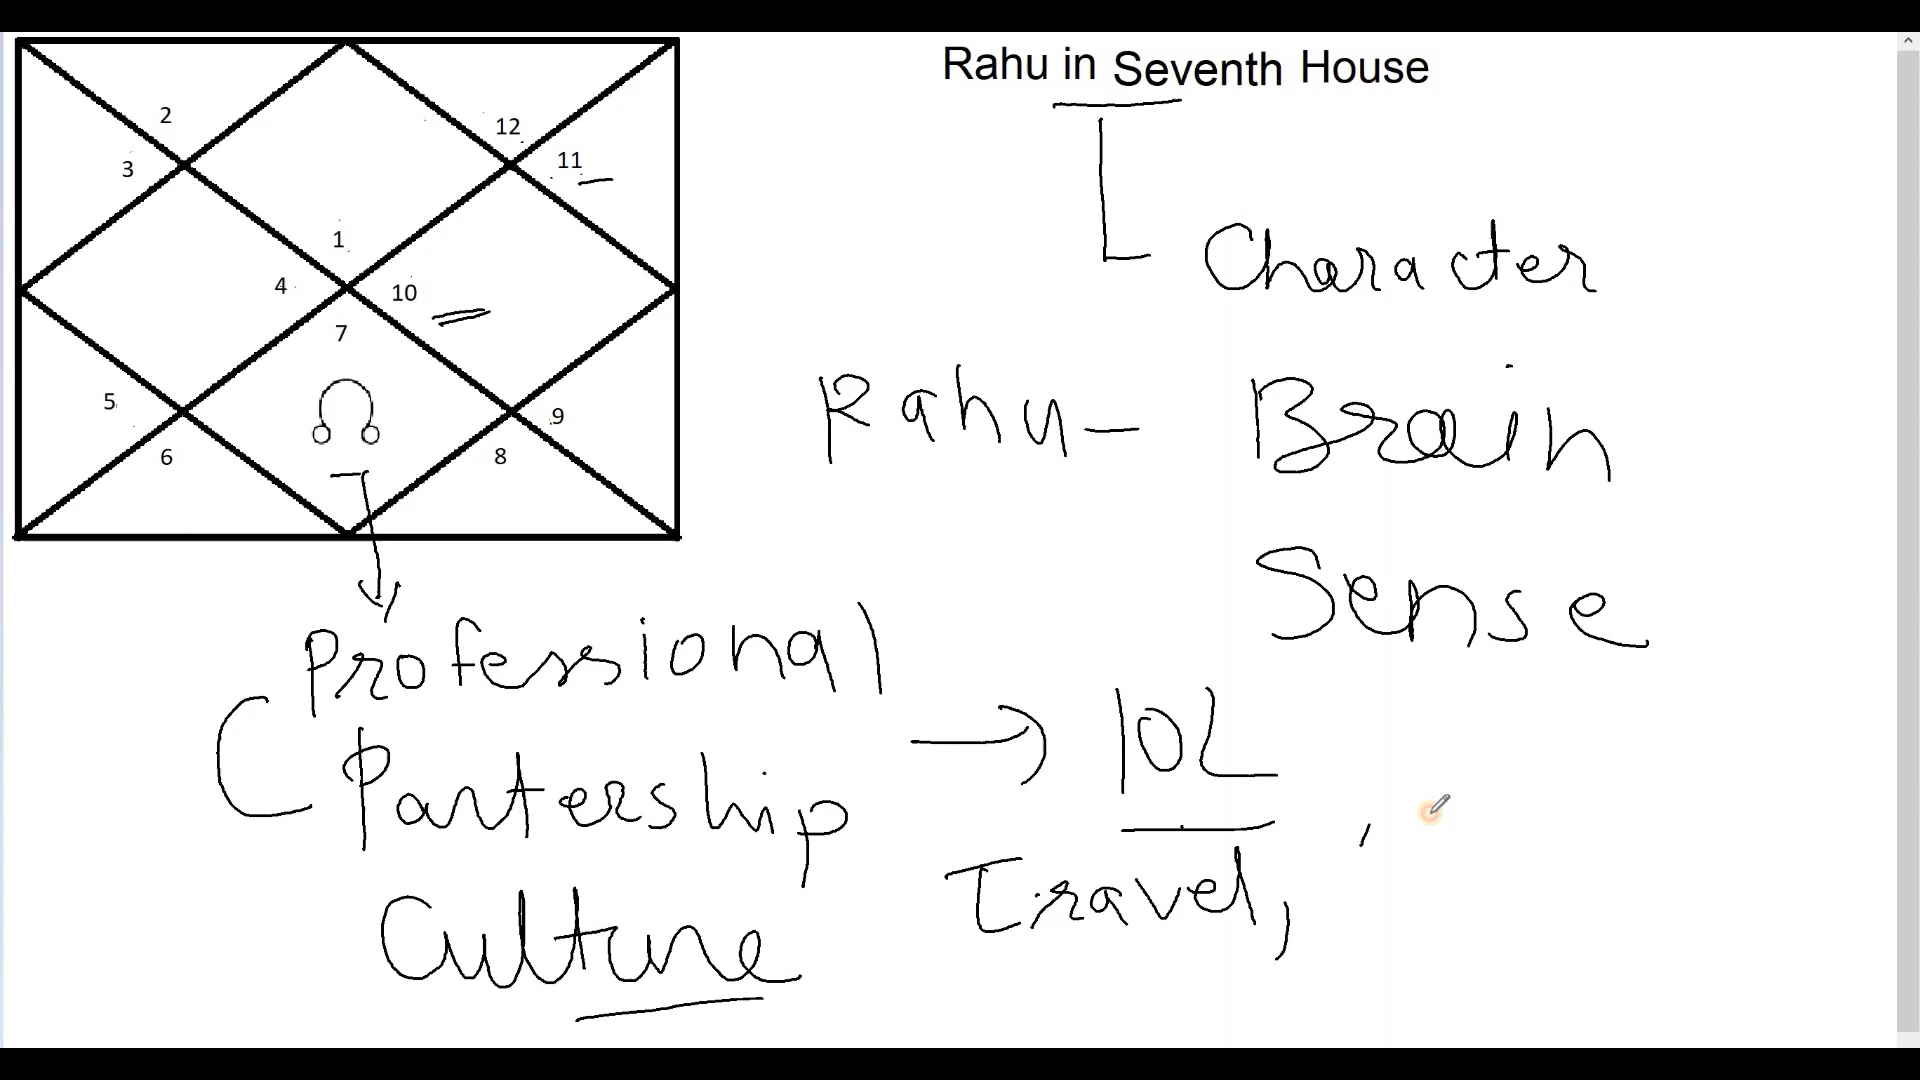 Rahu in Seventh House
2
12
3
11
1
4
10
7
5
9
6
8
Character
Rahu - Brain
Sense
Professional
Partership → 10L
Culture
Travel,
,